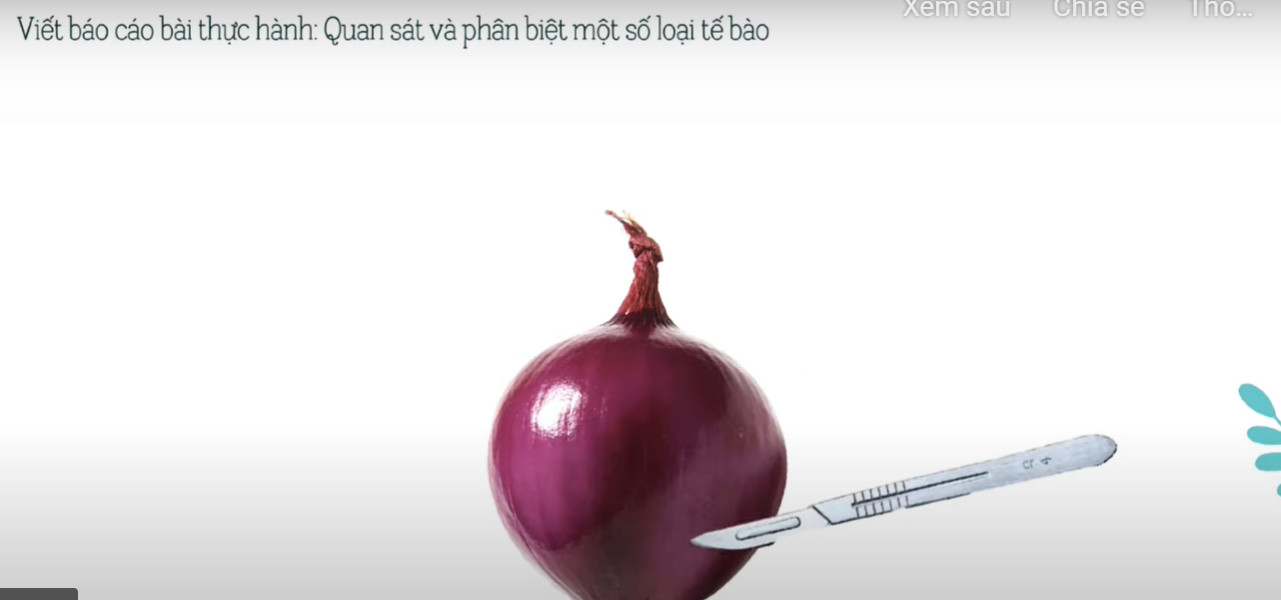 Viết báo cáo bài thực hành: Quan sát và phân biệt một số loại tế bào
Xem sau Chia sẻ Tho...